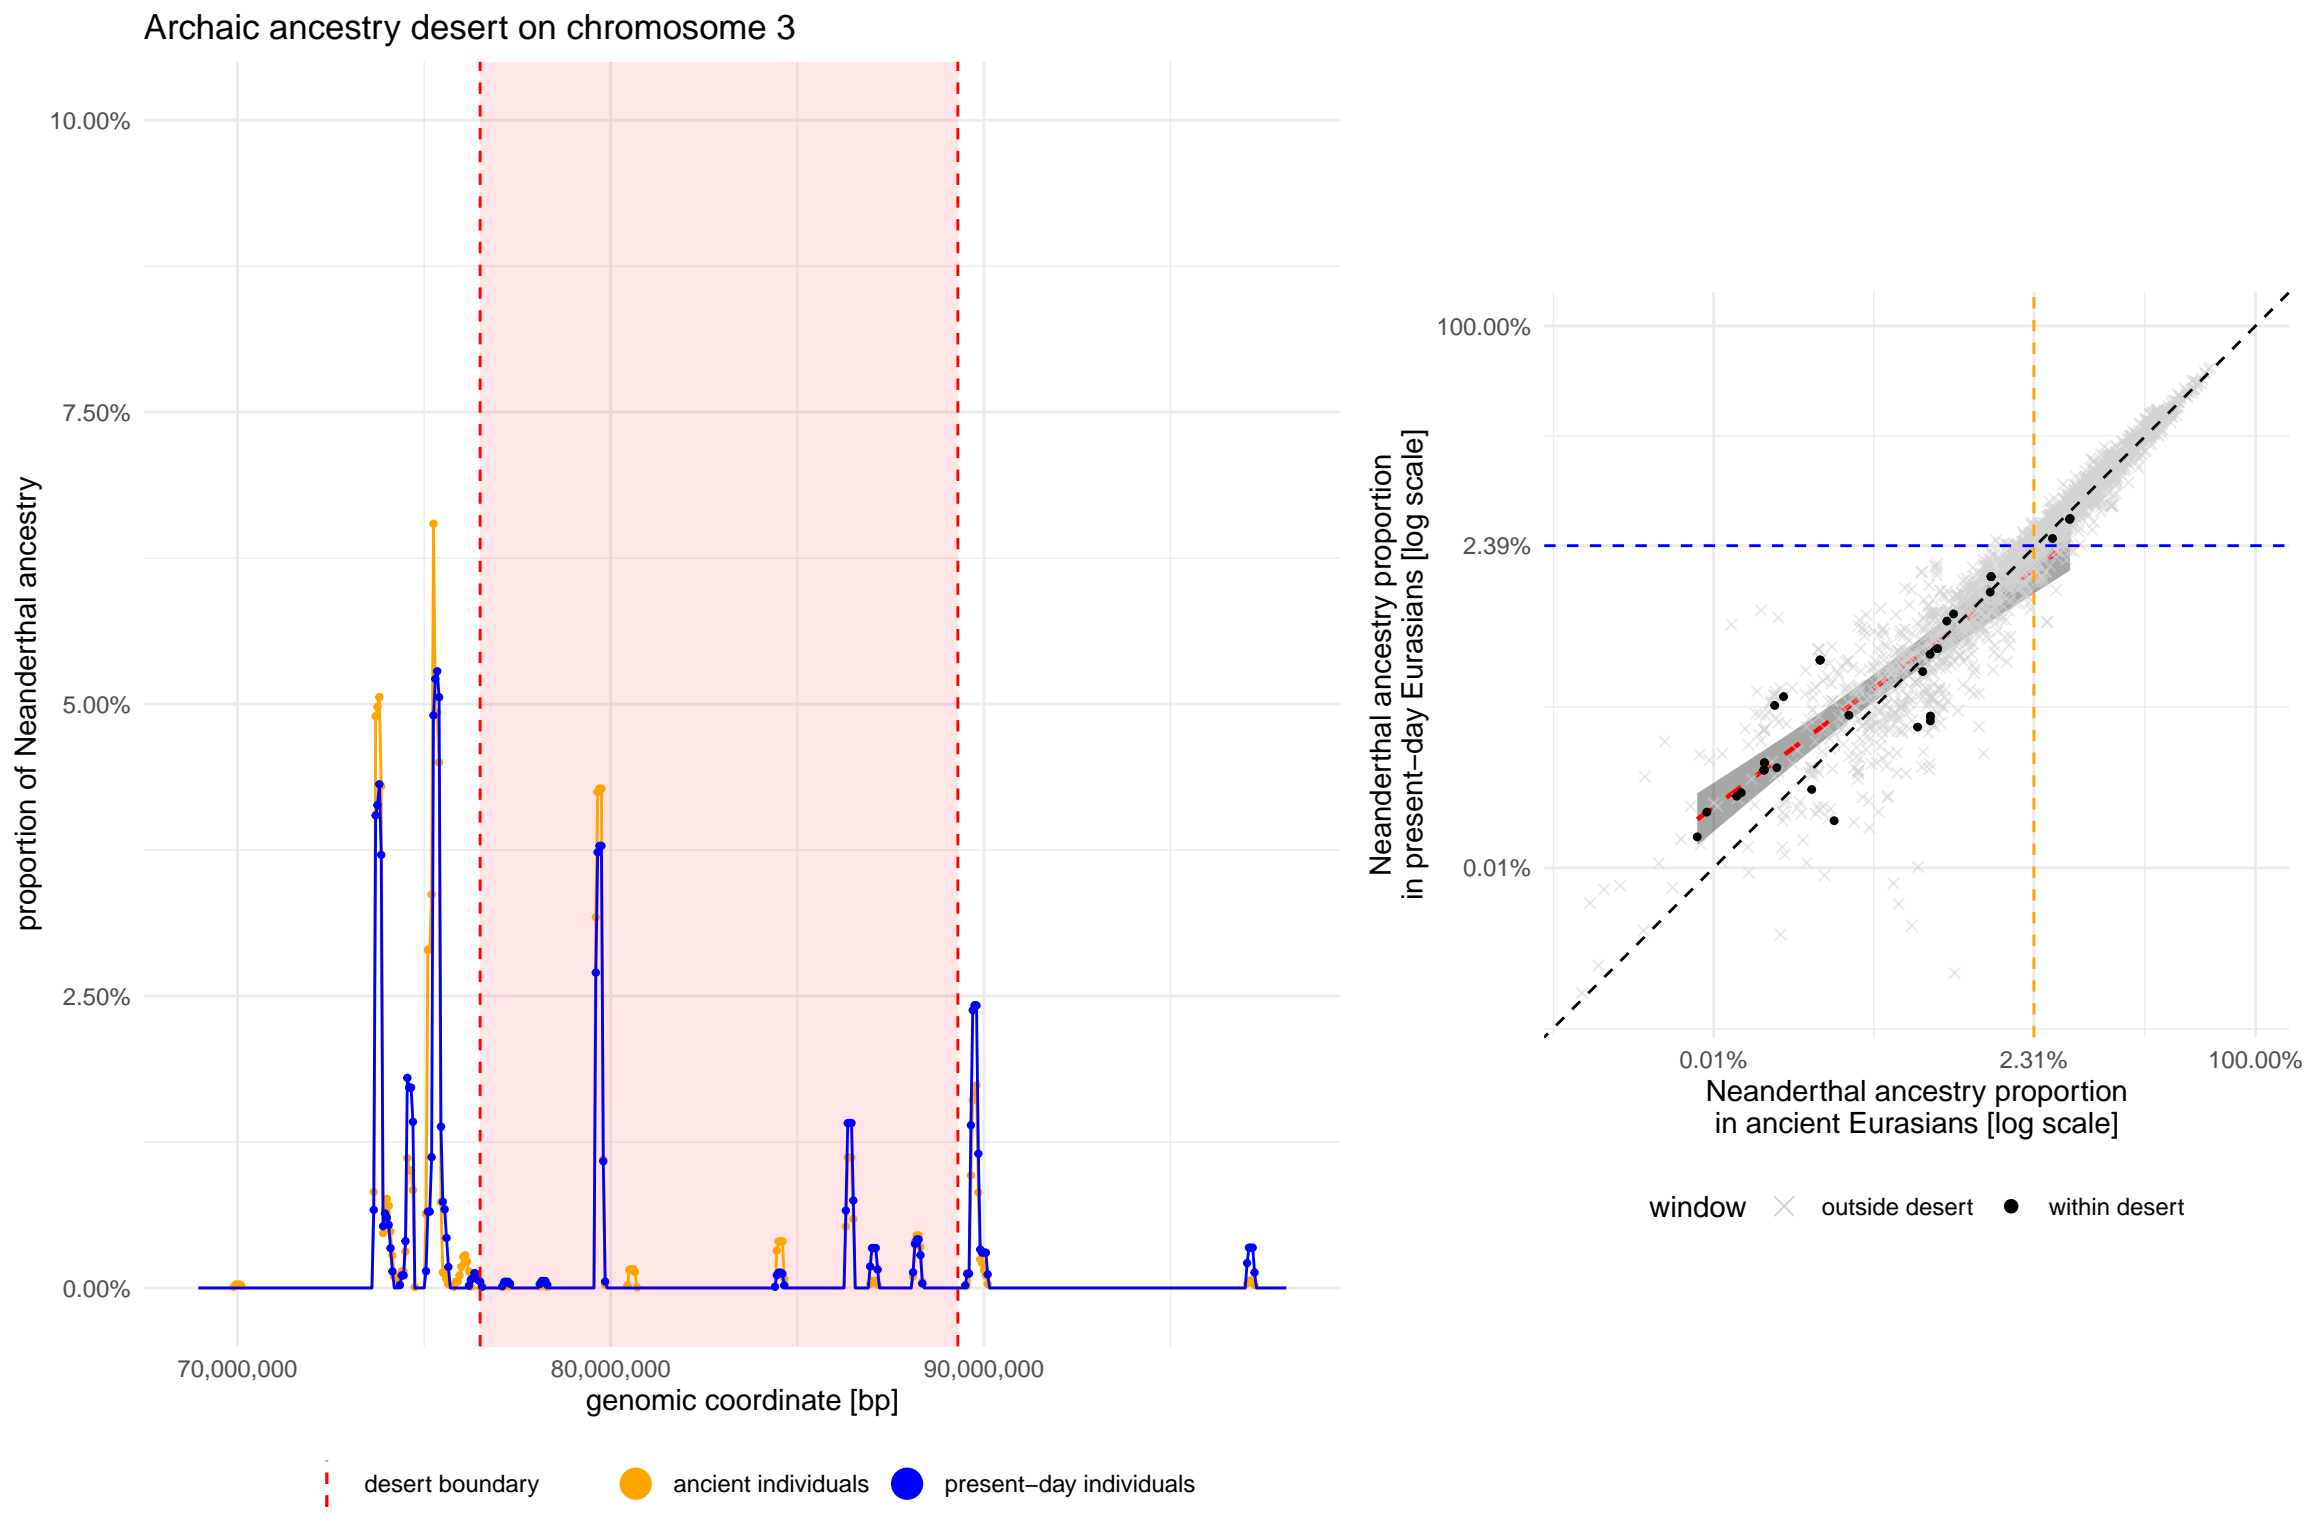 Archaic ancestry desert on chromosome 3
proportion of Neanderthal ancestry
10.00%
7.50%
5.00%
2.50%
0.00%
70,000,000
80,000,000
90,000,000
genomic coordinate [bp]
desert boundary
ancient individuals
present−day individuals
Neanderthal ancestry proportion
in present−day Eurasians [log scale]
100.00%
2.39%
0.01%
0.01%
2.31%
100.00%
Neanderthal ancestry proportion
in ancient Eurasians [log scale]
window
outside desert
within desert